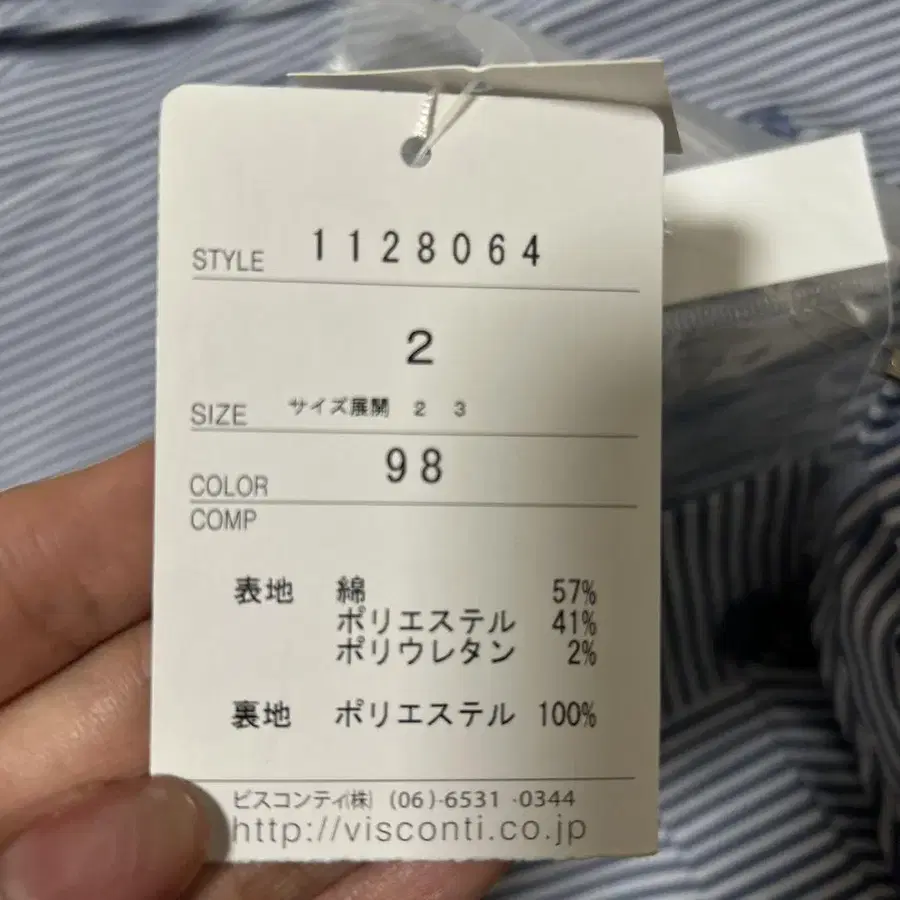 STYLE 1128064
2
SIZE サイズ展開 2 3
COLOR 98
COMP
表地 綿 57%
ポリエステル 41%
ポリウレタン 2%
裏地 ポリエステル 100%
ビスコンティ(株) (06)-6531-0344
http://visconti.co.jp